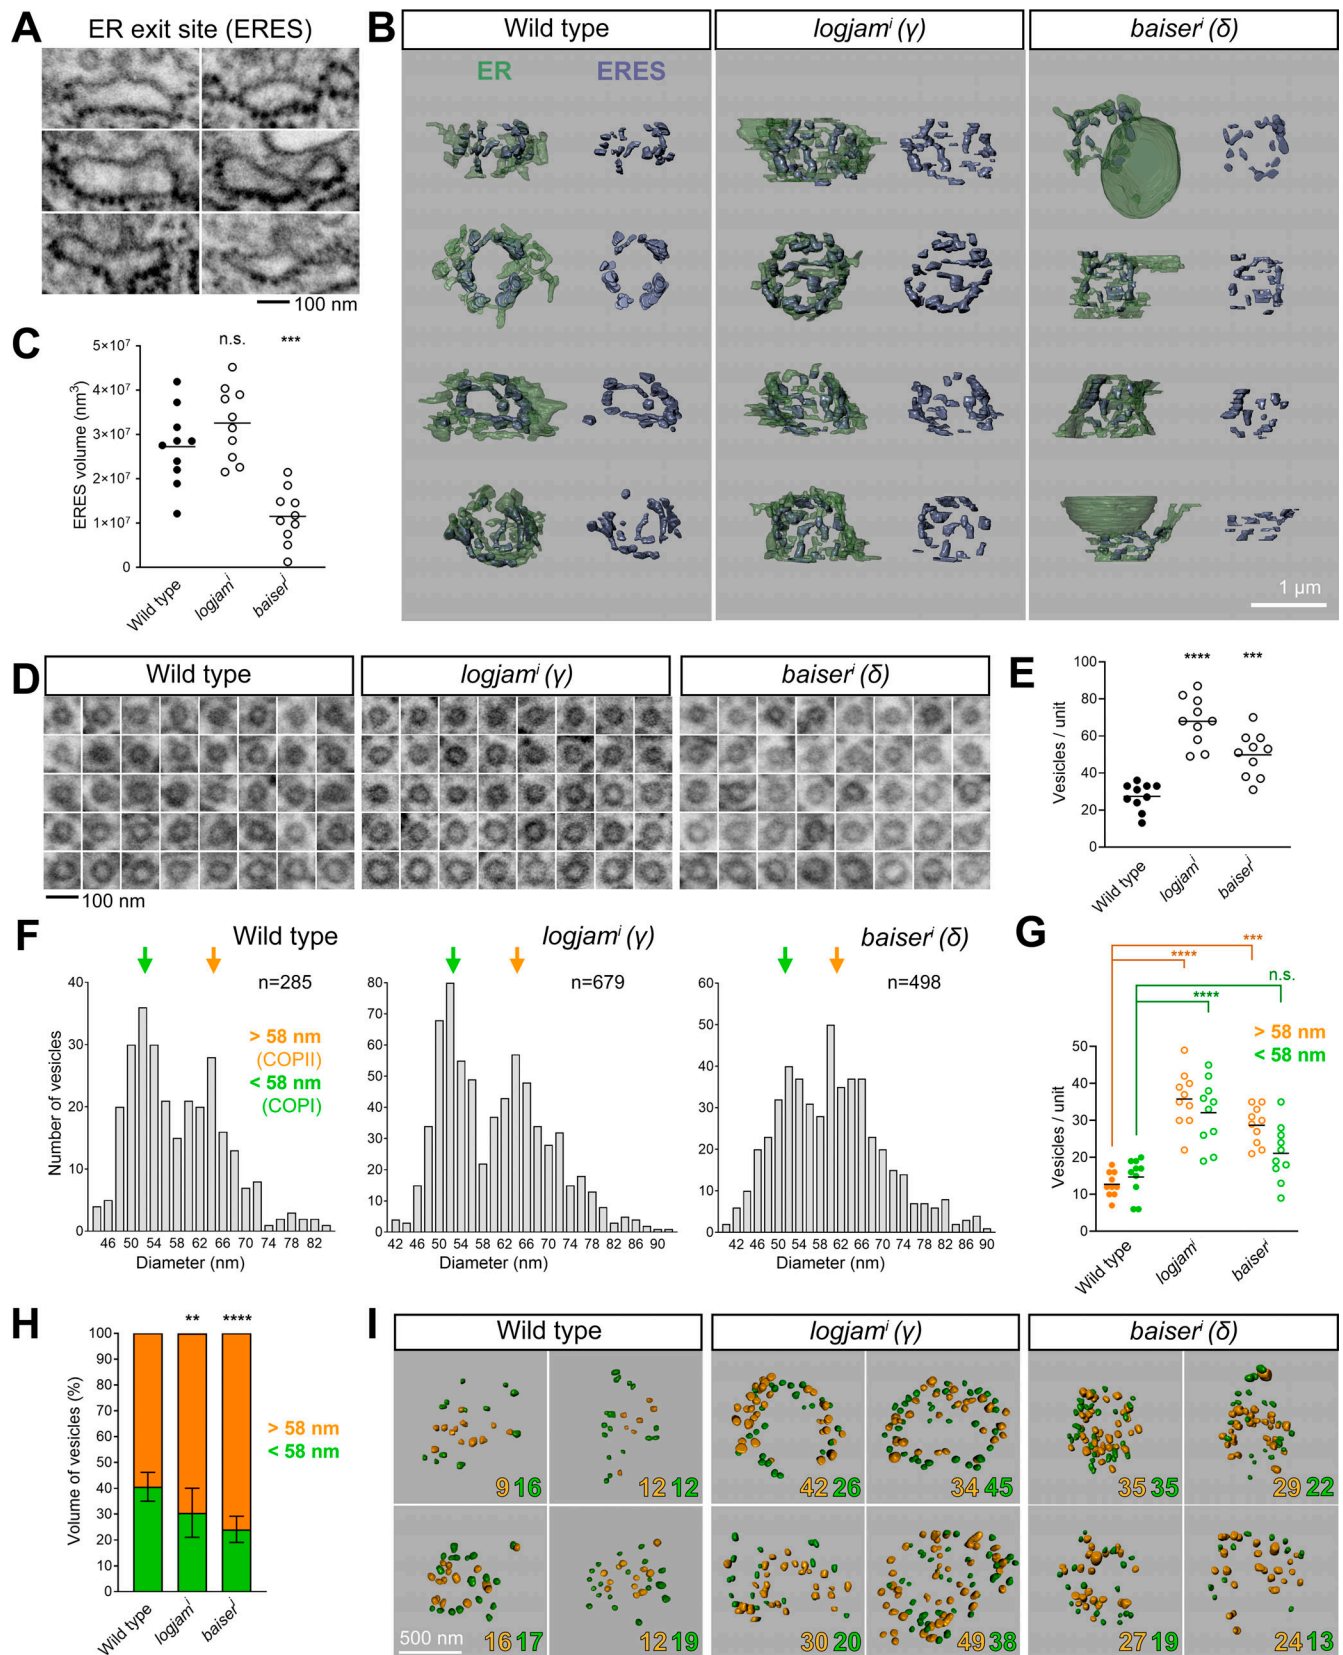 A
ER exit site (ERES)
100 nm
B
Wild type
logjamⁱ (γ)
baiserⁱ (δ)
ER
ERES
1 µm
C
n.s.
***
ERES volume (nm³)
5×10⁷
4×10⁷
3×10⁷
2×10⁷
1×10⁷
0
Wild type
logjamⁱ
baiserⁱ
D
Wild type
logjamⁱ (γ)
baiserⁱ (δ)
100 nm
E
****
***
Vesicles / unit
100
80
60
40
20
0
Wild type
logjamⁱ
baiserⁱ
F
Wild type
n=285
> 58 nm
(COPII)
< 58 nm
(COPI)
Number of vesicles
40
30
20
10
0
46 50 54 58 62 66 70 74 78 82
Diameter (nm)
logjamⁱ (γ)
n=679
80
70
60
50
40
30
20
10
0
42 46 50 54 58 62 66 70 74 78 82 86 90
Diameter (nm)
baiserⁱ (δ)
n=498
60
50
40
30
20
10
0
42 46 50 54 58 62 66 70 74 78 82 86 90
Diameter (nm)
G
***
****
n.s.
****
> 58 nm
< 58 nm
Vesicles / unit
50
40
30
20
10
0
Wild type
logjamⁱ
baiserⁱ
H
**
****
Volume of vesicles (%)
100
90
80
70
60
50
40
30
20
10
0
> 58 nm
< 58 nm
Wild type
logjamⁱ
baiserⁱ
I
Wild type
logjamⁱ (γ)
baiserⁱ (δ)
9 16
12 12
42 26
34 45
35 35
29 22
500 nm
16 17
12 19
30 20
49 38
27 19
24 13